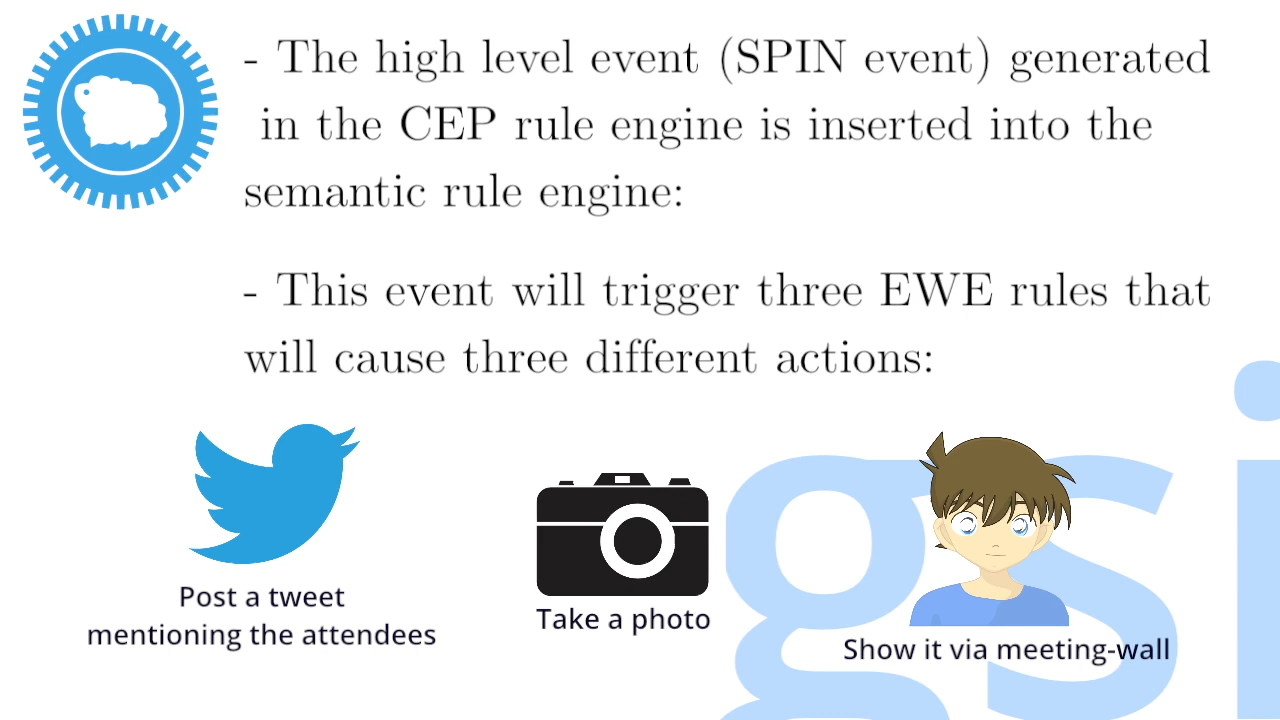 - The high level event (SPIN event) generated
in the CEP rule engine is inserted into the
semantic rule engine:
- This event will trigger three EWE rules that
will cause three different actions:
Post a tweet
mentioning the attendees
Take a photo
Show it via meeting-wall
gsi